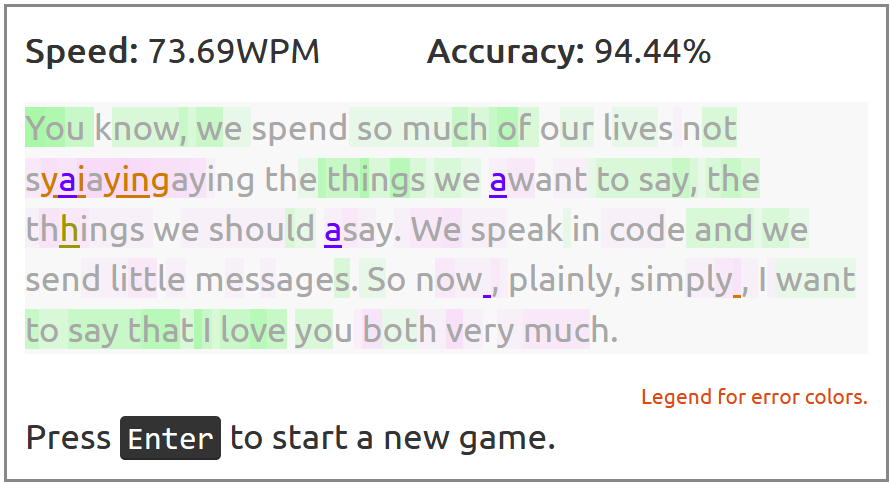 Speed: 73.69WPM Accuracy: 94.44%
You know, we spend so much of our lives not
syaiayingaying the things we awant to say, the
thhings we should asay. We speak in code and we
send little messages. So now , plainly, simply , I want
to say that I love you both very much.
Legend for error colors.
Press Enter to start a new game.